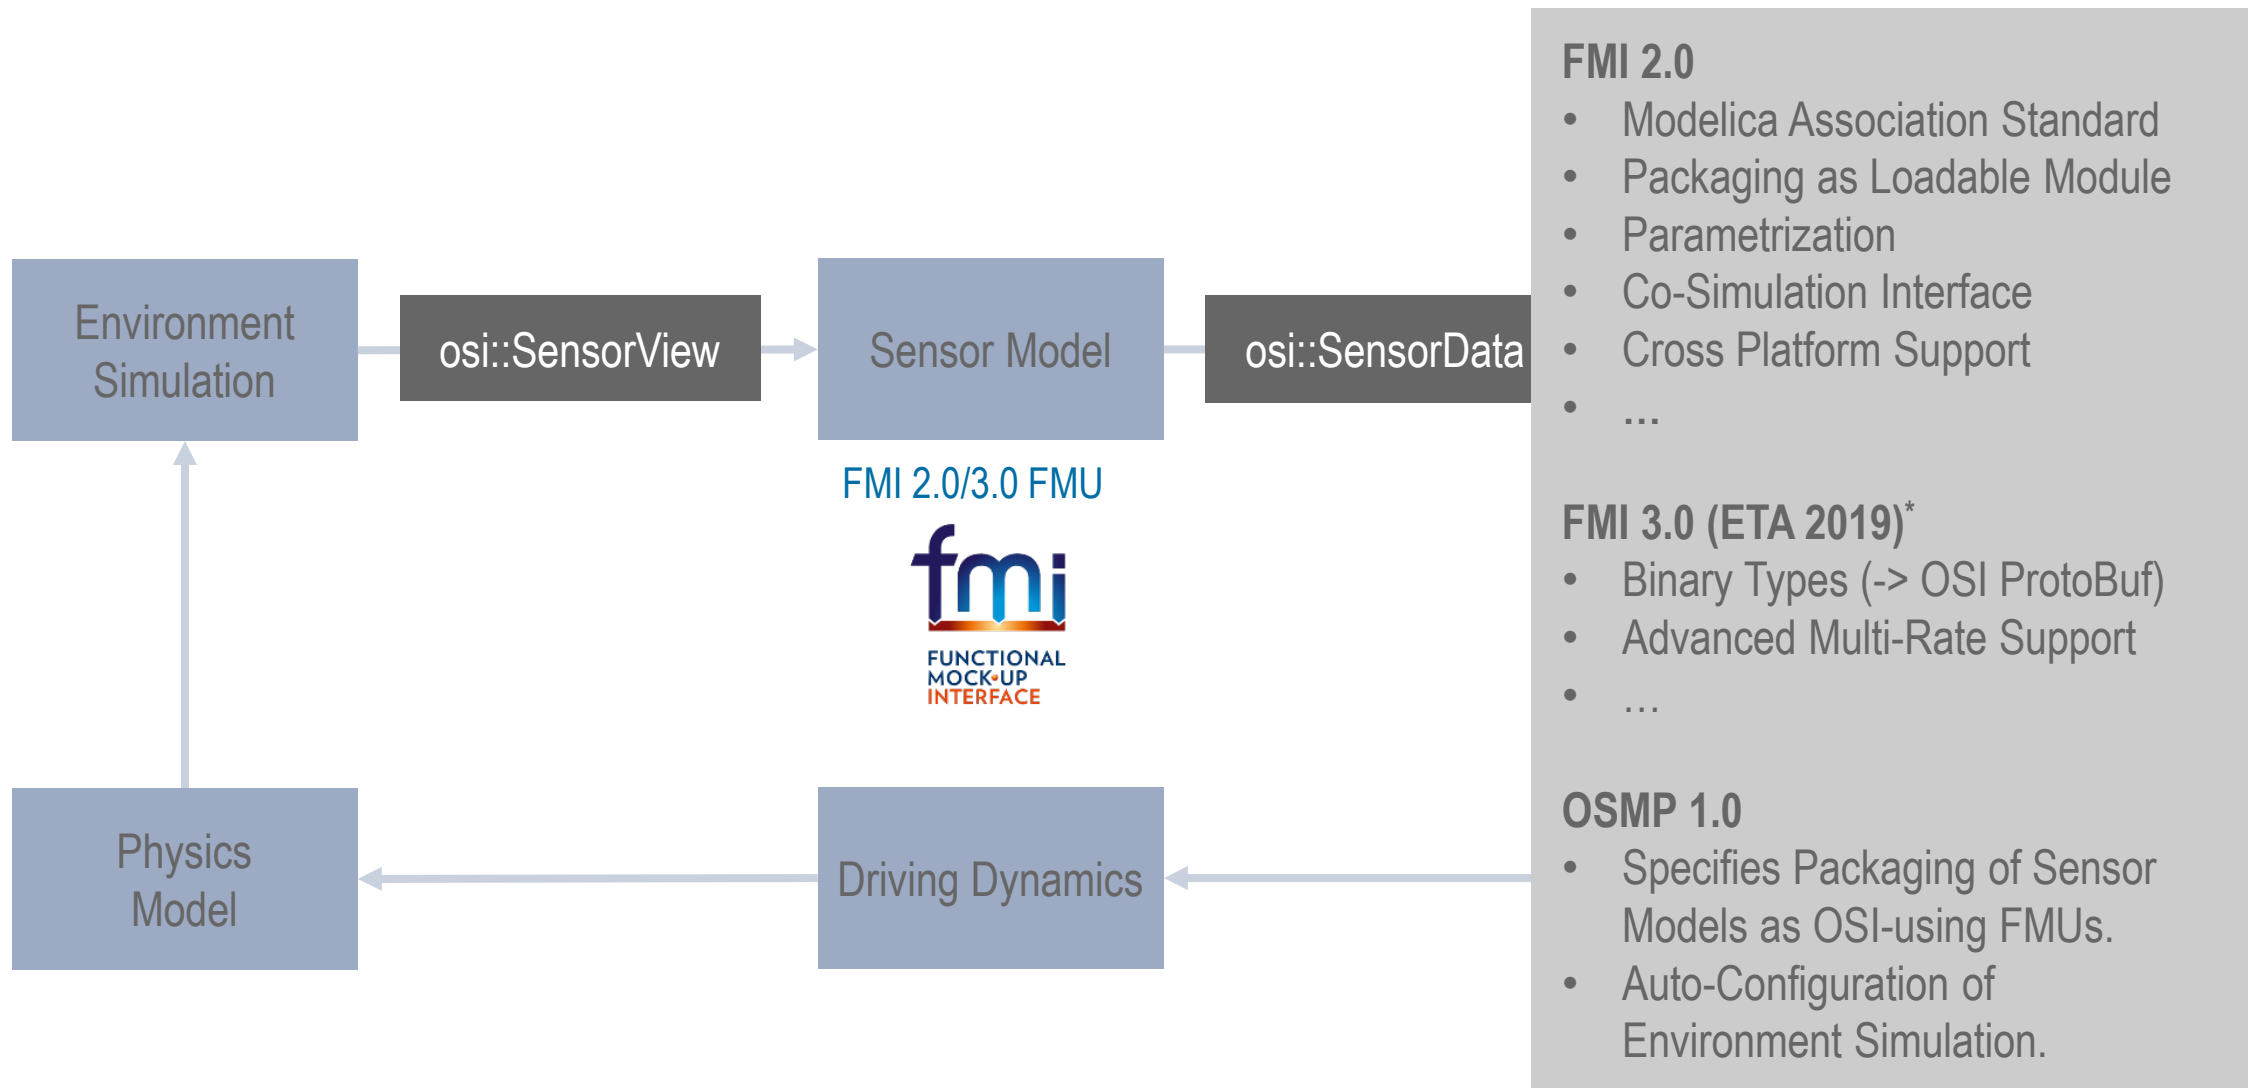 Environment
Simulation
osi::SensorView
Sensor Model
osi::SensorData
FMI 2.0/3.0 FMU
fmi
FUNCTIONAL
MOCK-UP
INTERFACE
Physics
Model
Driving Dynamics
FMI 2.0
• Modelica Association Standard
• Packaging as Loadable Module
• Parametrization
• Co-Simulation Interface
• Cross Platform Support
• …
FMI 3.0 (ETA 2019)*
• Binary Types (-> OSI ProtoBuf)
• Advanced Multi-Rate Support
• …
OSMP 1.0
• Specifies Packaging of Sensor
Models as OSI-using FMUs.
• Auto-Configuration of
Environment Simulation.